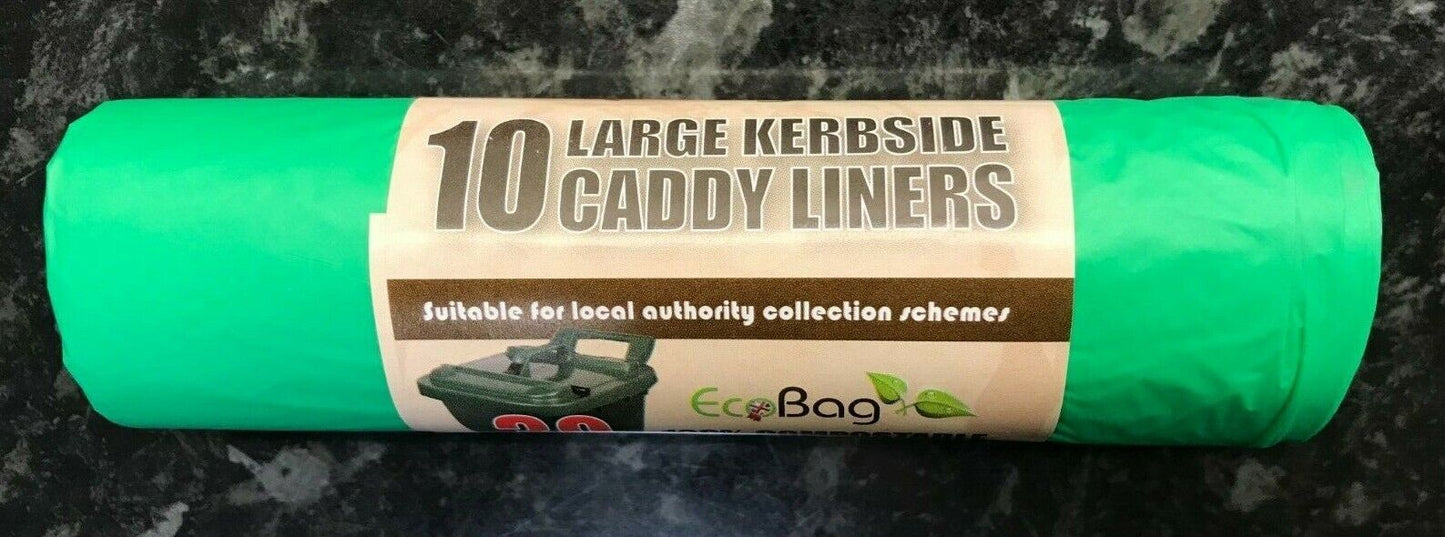 10 LARGE KERBSIDE
CADDY LINERS
Suitable for local authority collection schemes
EcoBag